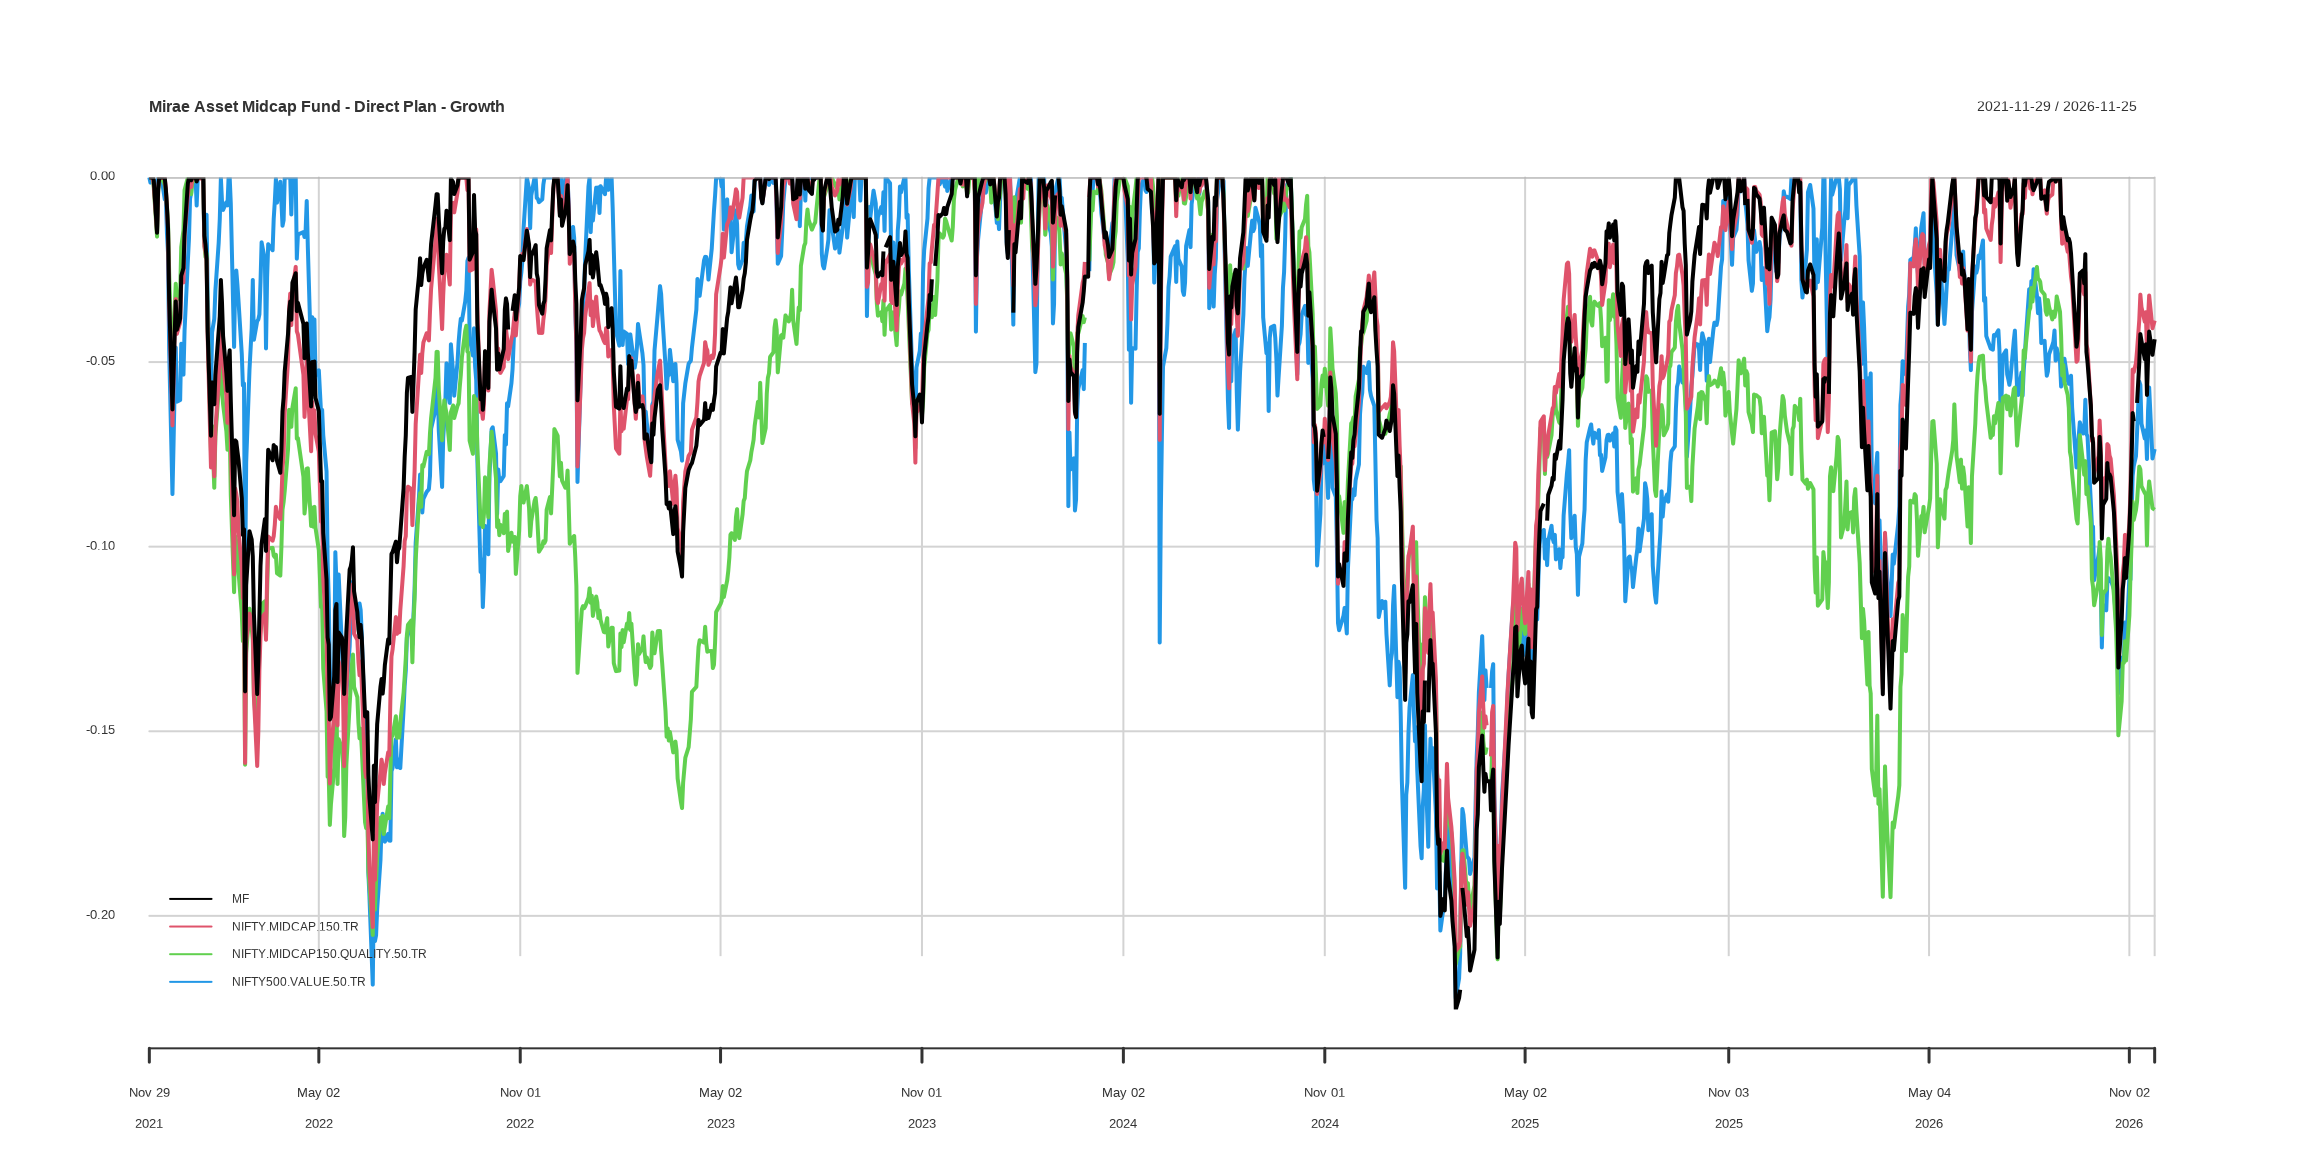 Mirae Asset Midcap Fund - Direct Plan - Growth
2021-11-29 / 2026-11-25
0.00
-0.05
-0.10
-0.15
-0.20
MF
NIFTY.MIDCAP.150.TR
NIFTY.MIDCAP150.QUALITY.50.TR
NIFTY500.VALUE.50.TR
Nov 29 May 02 Nov 01 May 02 Nov 01 May 02 Nov 01 May 02 Nov 03 May 04 Nov 02
2021 2022 2022 2023 2023 2024 2024 2025 2025 2026 2026